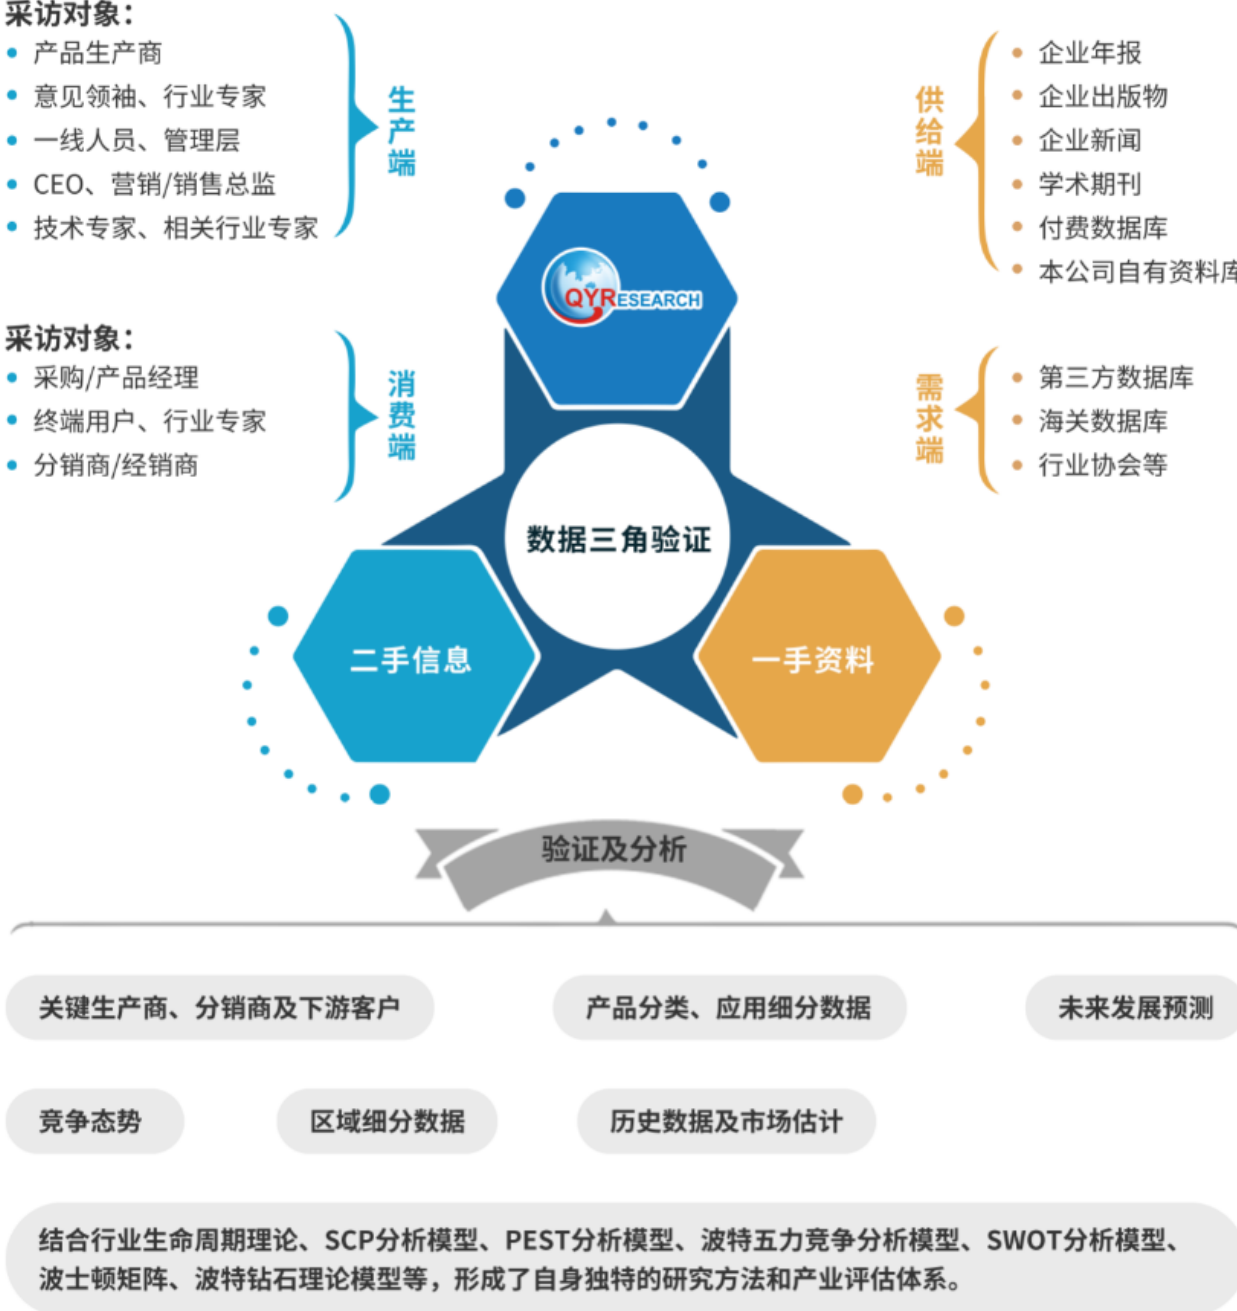 采访对象：
产品生产商
意见领袖、行业专家
一线人员、管理层
CEO、营销/销售总监
技术专家、相关行业专家
生产端
采访对象：
采购/产品经理
终端用户、行业专家
分销商/经销商
消费端
供给端
企业年报
企业出版物
企业新闻
学术期刊
付费数据库
本公司自有资料库
需求端
第三方数据库
海关数据库
行业协会等
QYRESEARCH
数据三角验证
二手信息
一手资料
验证及分析
关键生产商、分销商及下游客户
产品分类、应用细分数据
未来发展预测
竞争态势
区域细分数据
历史数据及市场估计
结合行业生命周期理论、SCP分析模型、PEST分析模型、波特五力竞争分析模型、SWOT分析模型、
波士顿矩阵、波特钻石理论模型等，形成了自身独特的研究方法和产业评估体系。